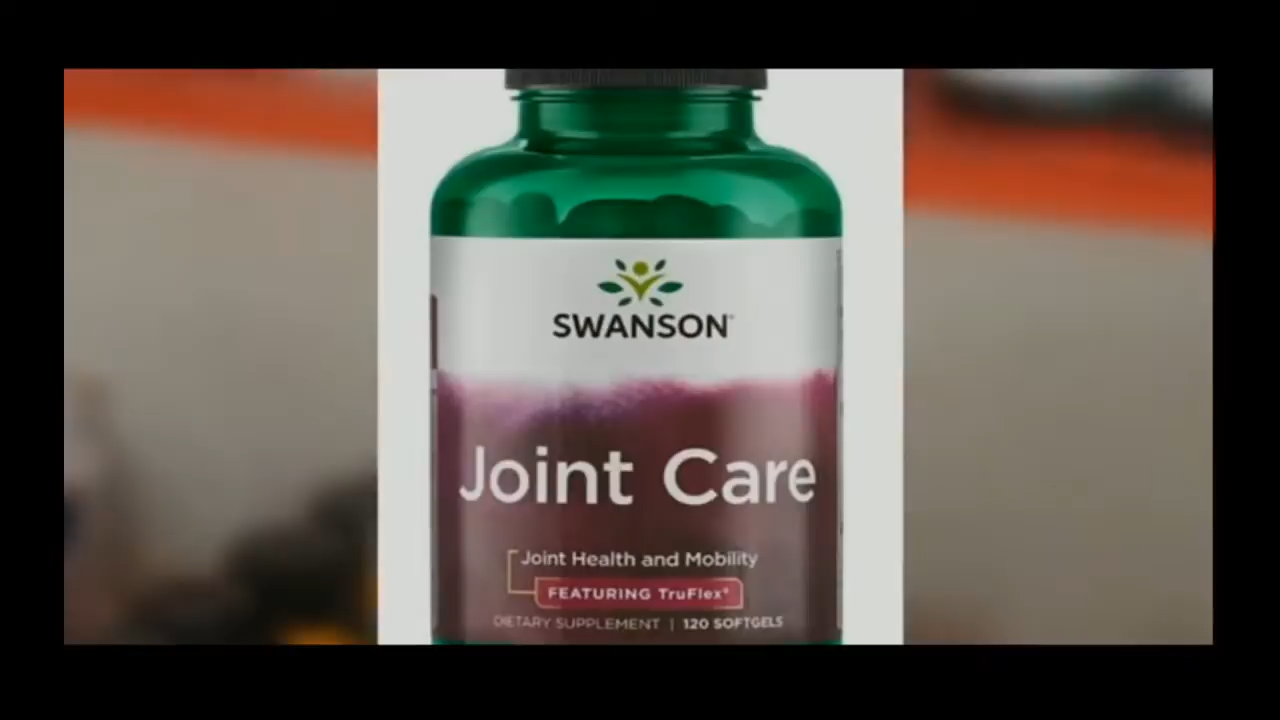 SWANSON
Joint Care
Joint Health and Mobility
FEATURING TruFlex®
DIETARY SUPPLEMENT | 120 SOFTGELS